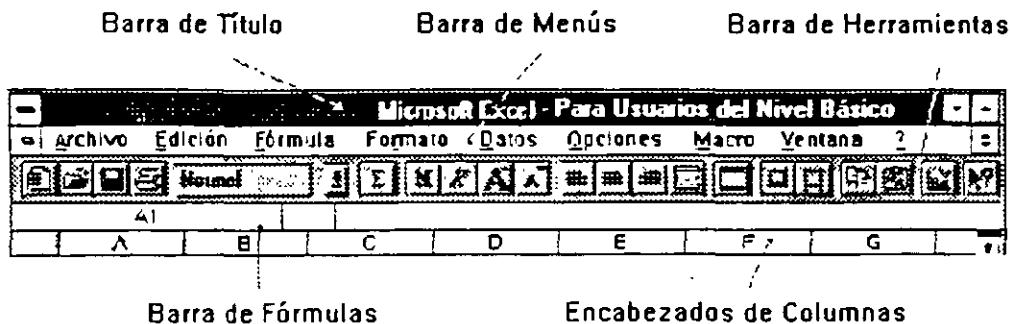 Barra de Título Barra de Menús Barra de Herramientas
Microsoft Excel - Para Usuarios del Nivel Básico
Archivo Edición Fórmula Formato Datos Opciones Macro Ventana ?
Normal Σ N K A A
A1
A B C D E F G
Barra de Fórmulas Encabezados de Columnas